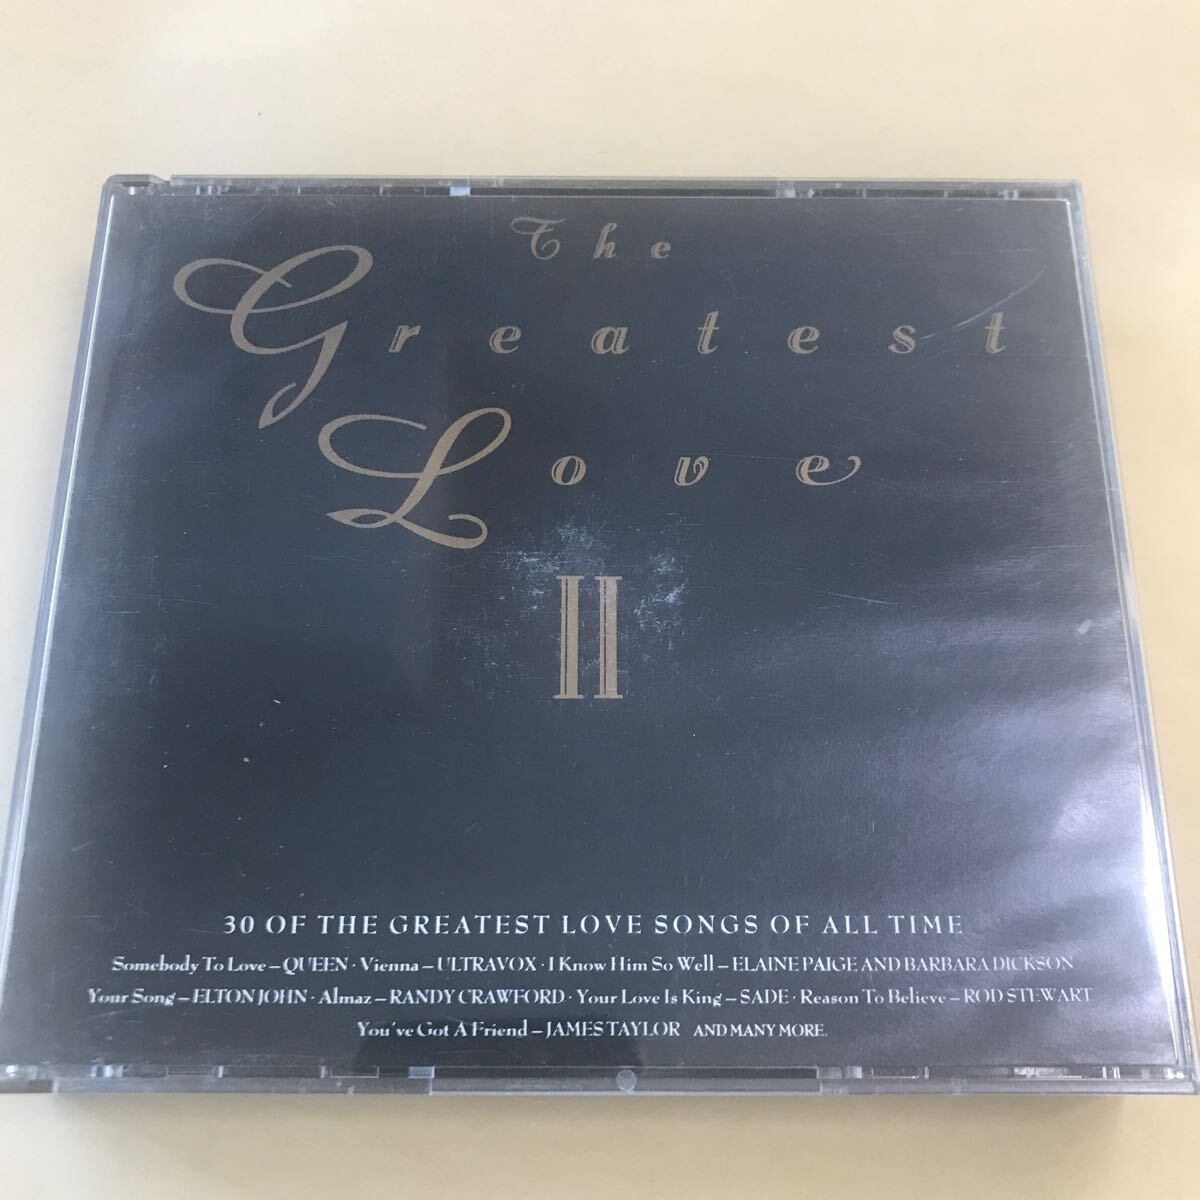 The
Greatest
Love
II
30 OF THE GREATEST LOVE SONGS OF ALL TIME
Somebody To Love – QUEEN · Vienna – ULTRAVOX · I Know Him So Well – ELAINE PAIGE AND BARBARA DICKSON
Your Song – ELTON JOHN · Almaz – RANDY CRAWFORD · Your Love Is King – SADE · Reason To Believe – ROD STEWART
You've Got A Friend – JAMES TAYLOR AND MANY MORE.